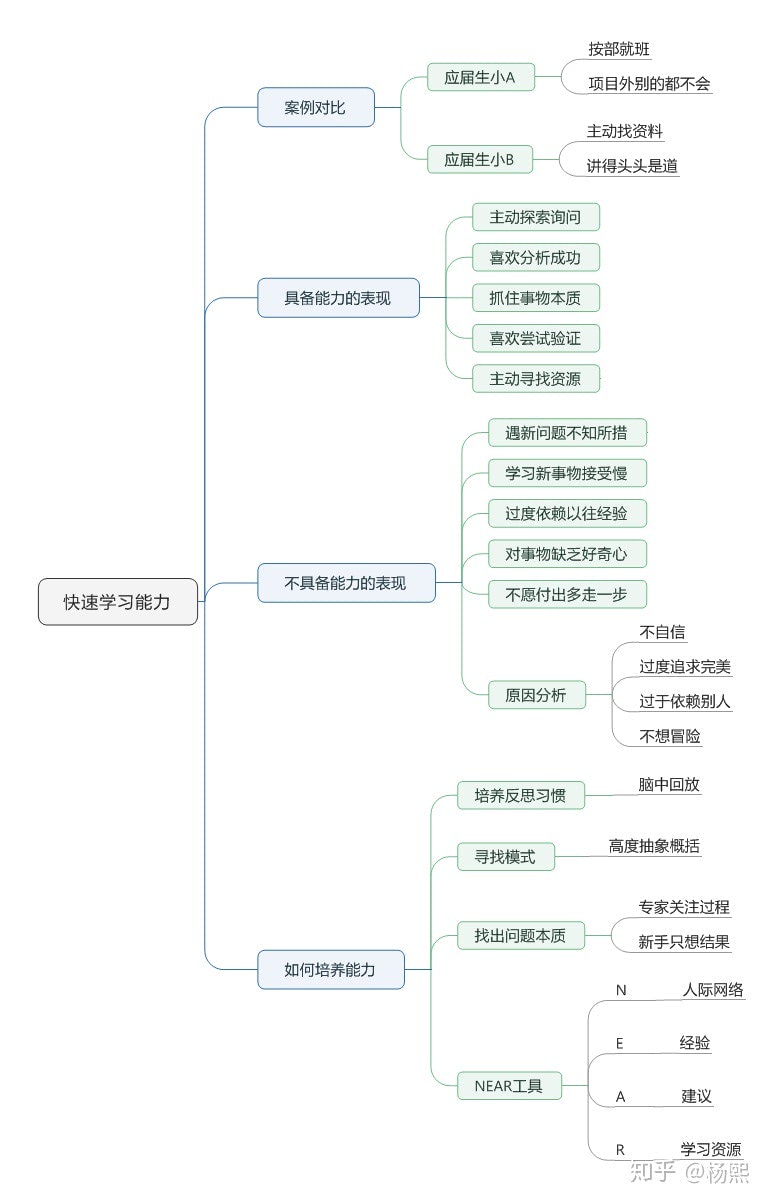 快速学习能力
案例对比
应届生小A
按部就班
项目外别的都不会
应届生小B
主动找资料
讲得头头是道
具备能力的表现
主动探索询问
喜欢分析成功
抓住事物本质
喜欢尝试验证
主动寻找资源
不具备能力的表现
遇新问题不知所措
学习新事物接受慢
过度依赖以往经验
对事物缺乏好奇心
不愿付出多走一步
原因分析
不自信
过度追求完美
过于依赖别人
不想冒险
如何培养能力
培养反思习惯
脑中回放
寻找模式
高度抽象概括
找出问题本质
专家关注过程
新手只想结果
NEAR工具
N 人际网络
E 经验
A 建议
R 学习资源
知乎 @杨熙